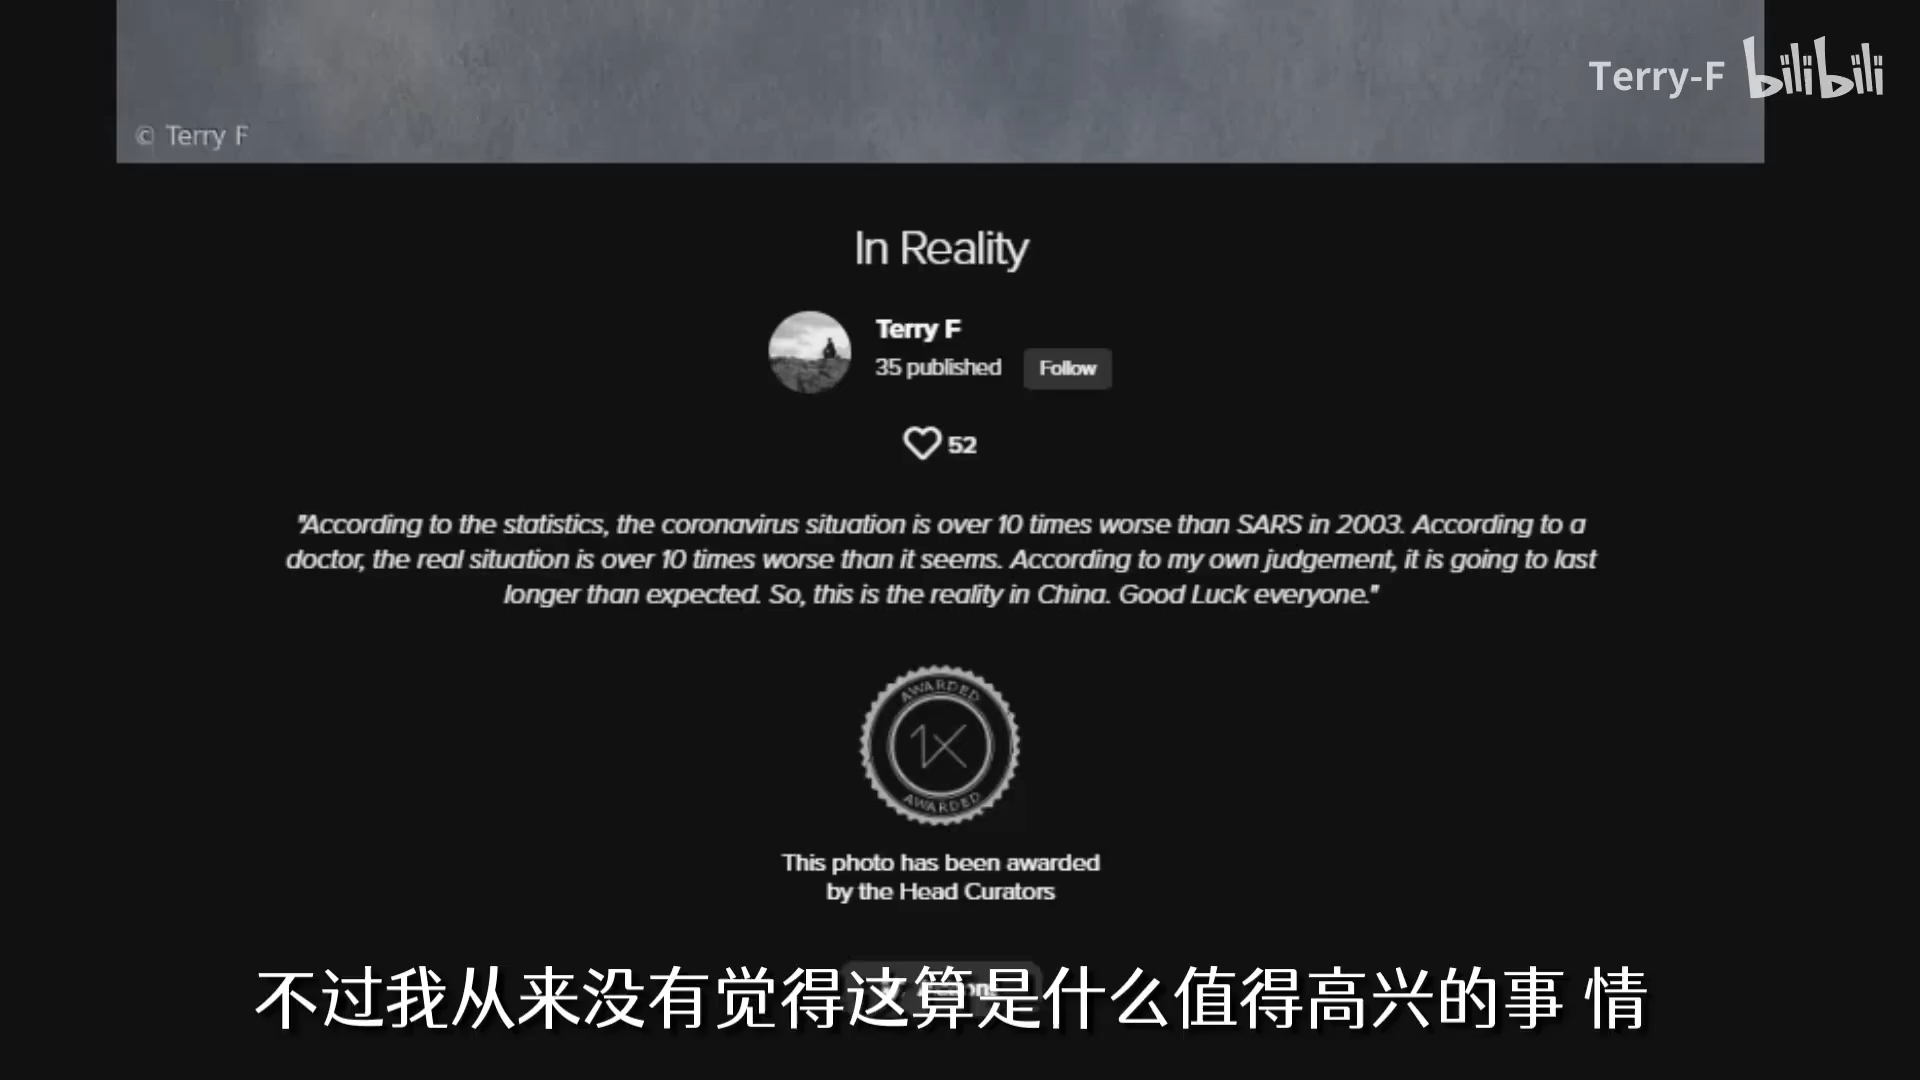 Terry-F bilibili
© Terry F
In Reality
Terry F
35 published
Follow
52
"According to the statistics, the coronavirus situation is over 10 times worse than SARS in 2003. According to a
doctor, the real situation is over 10 times worse than it seems. According to my own judgement, it is going to last
longer than expected. So, this is the reality in China. Good Luck everyone."
AWARDED
1X
AWARDED
This photo has been awarded
by the Head Curators
不过我从来没有觉得这算是什么值得高兴的事 情